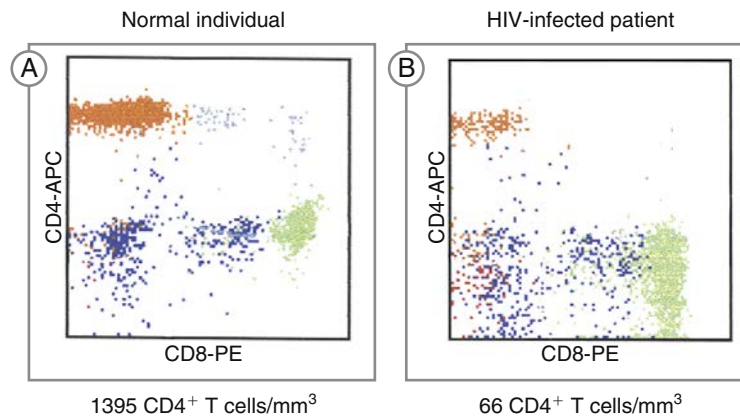 Normal individual
HIV-infected patient
A
B
CD4-APC
CD8-PE
CD4-APC
CD8-PE
1395 CD4⁺ T cells/mm³
66 CD4⁺ T cells/mm³